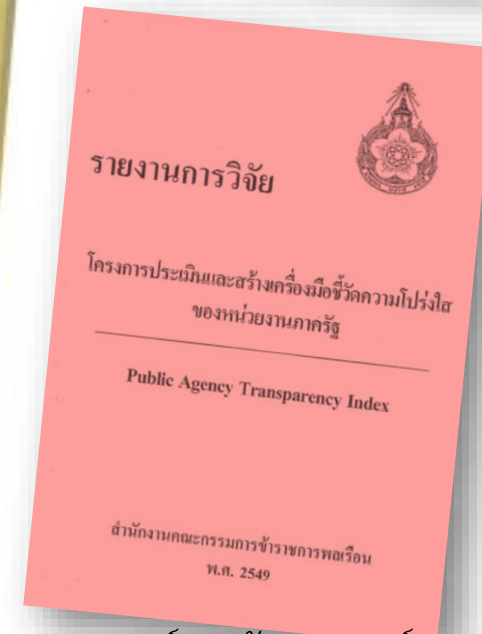 รายงานการวิจัย
โครงการประเมินและสร้างเครื่องมือชี้วัดความโปร่งใส
ของหน่วยงานภาครัฐ
Public Agency Transparency Index
สำนักงานคณะกรรมการข้าราชการพลเรือน
พ.ศ. 2549